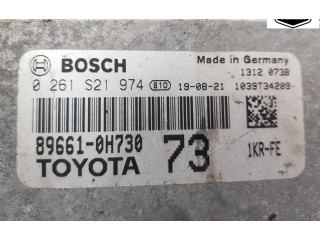 BOSCH
Made in Germany
1312 0738
0 261 S21 974 810 19-08-21 1039T34209-
89661-0H730
TOYOTA
73
1KR-FE